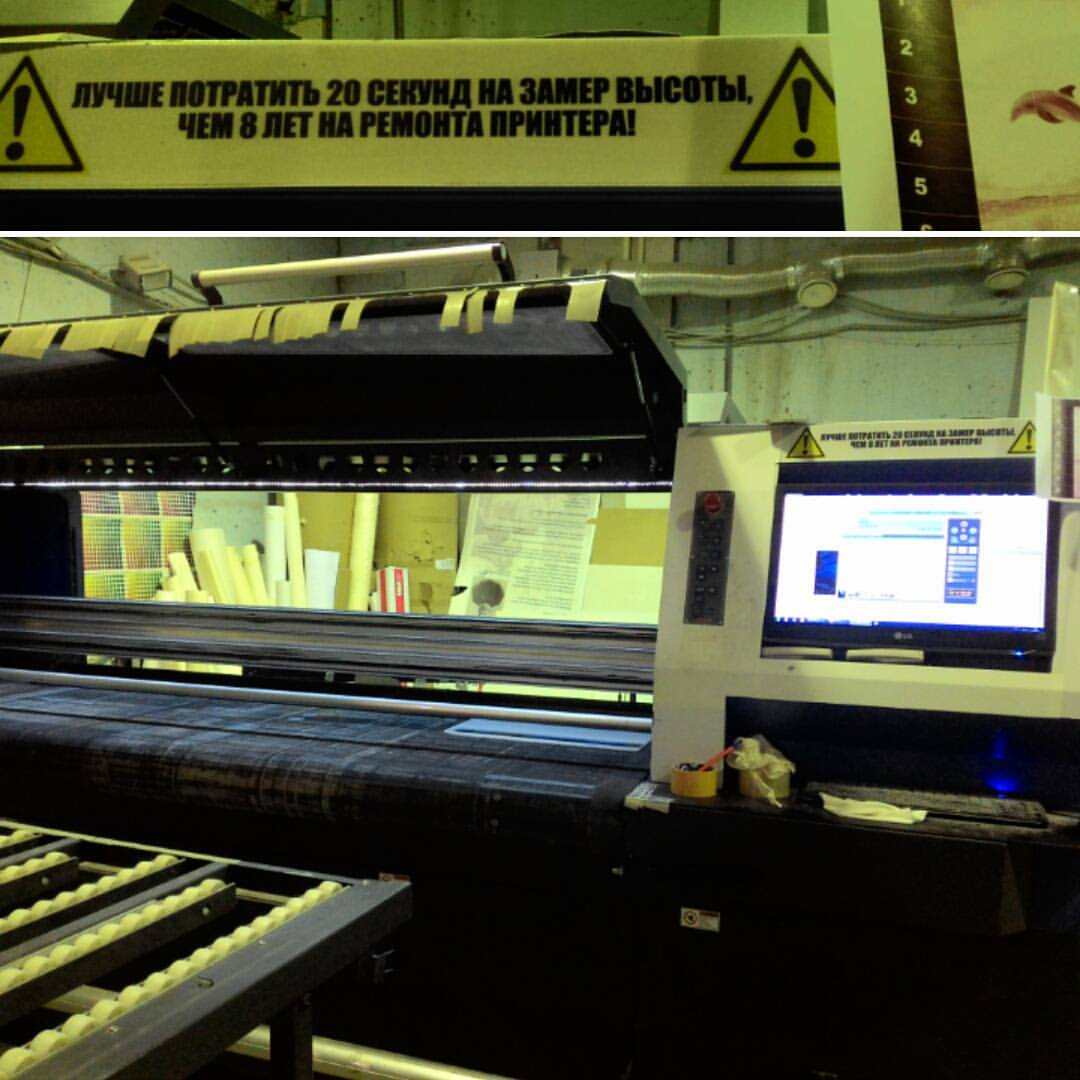 ЛУЧШЕ ПОТРАТИТЬ 20 СЕКУНД НА ЗАМЕР ВЫСОТЫ,
ЧЕМ 8 ЛЕТ НА РЕМОНТА ПРИНТЕРА!
2
3
4
5
ЛУЧШЕ ПОТРАТИТЬ 20 СЕКУНД НА ЗАМЕР ВЫСОТЫ,
ЧЕМ 8 ЛЕТ НА РЕМОНТА ПРИНТЕРА!
LG